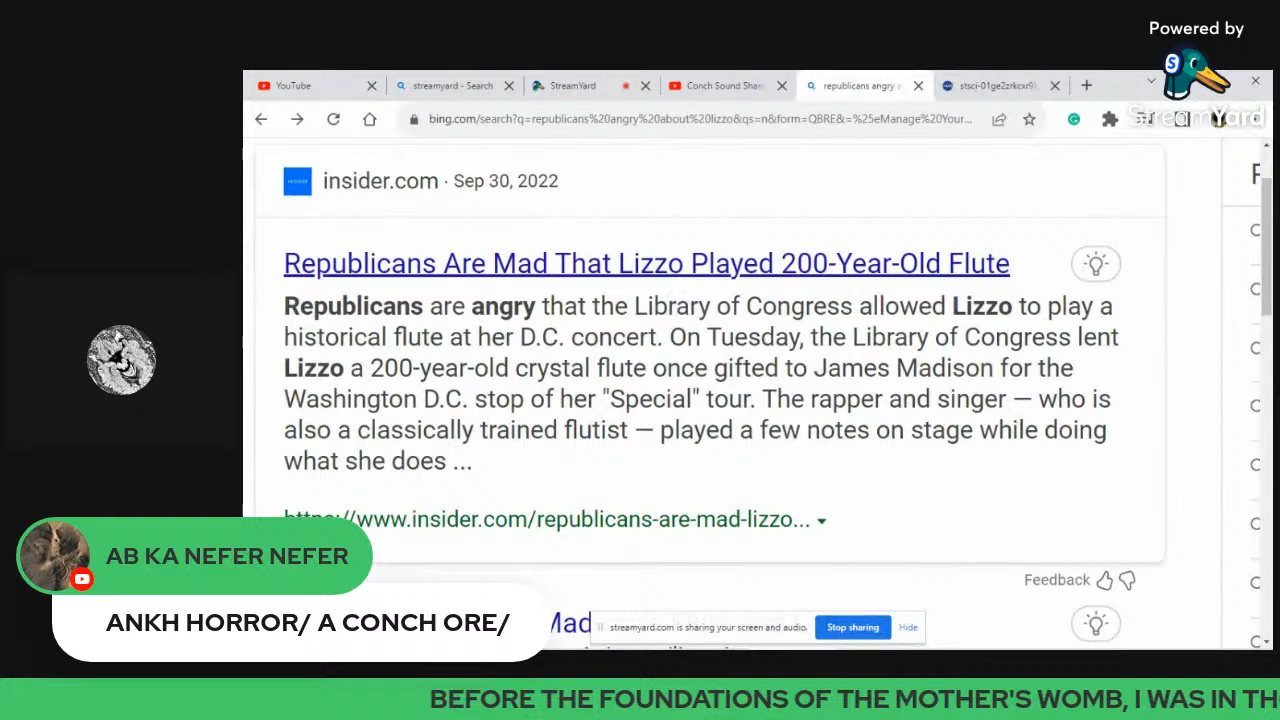 Powered by
StreamYard
YouTube
streamyard - Search
StreamYard
Conch Sound Shan
republicans angry a
stsci-01ge2zrkcxr9
bing.com/search?q=republicans%20angry%20about%20lizzo&qs=n&form=QBRE&=%25eManage%20Your...
insider.com · Sep 30, 2022
Republicans Are Mad That Lizzo Played 200-Year-Old Flute
Republicans are angry that the Library of Congress allowed Lizzo to play a
historical flute at her D.C. concert. On Tuesday, the Library of Congress lent
Lizzo a 200-year-old crystal flute once gifted to James Madison for the
Washington D.C. stop of her "Special" tour. The rapper and singer — who is
also a classically trained flutist — played a few notes on stage while doing
what she does ...
https://www.insider.com/republicans-are-mad-lizzo...
AB KA NEFER NEFER
Feedback
ANKH HORROR/ A CONCH ORE/
Mad
streamyard.com is sharing your screen and audio.
Stop sharing
Hide
BEFORE THE FOUNDATIONS OF THE MOTHER'S WOMB, I WAS IN TH